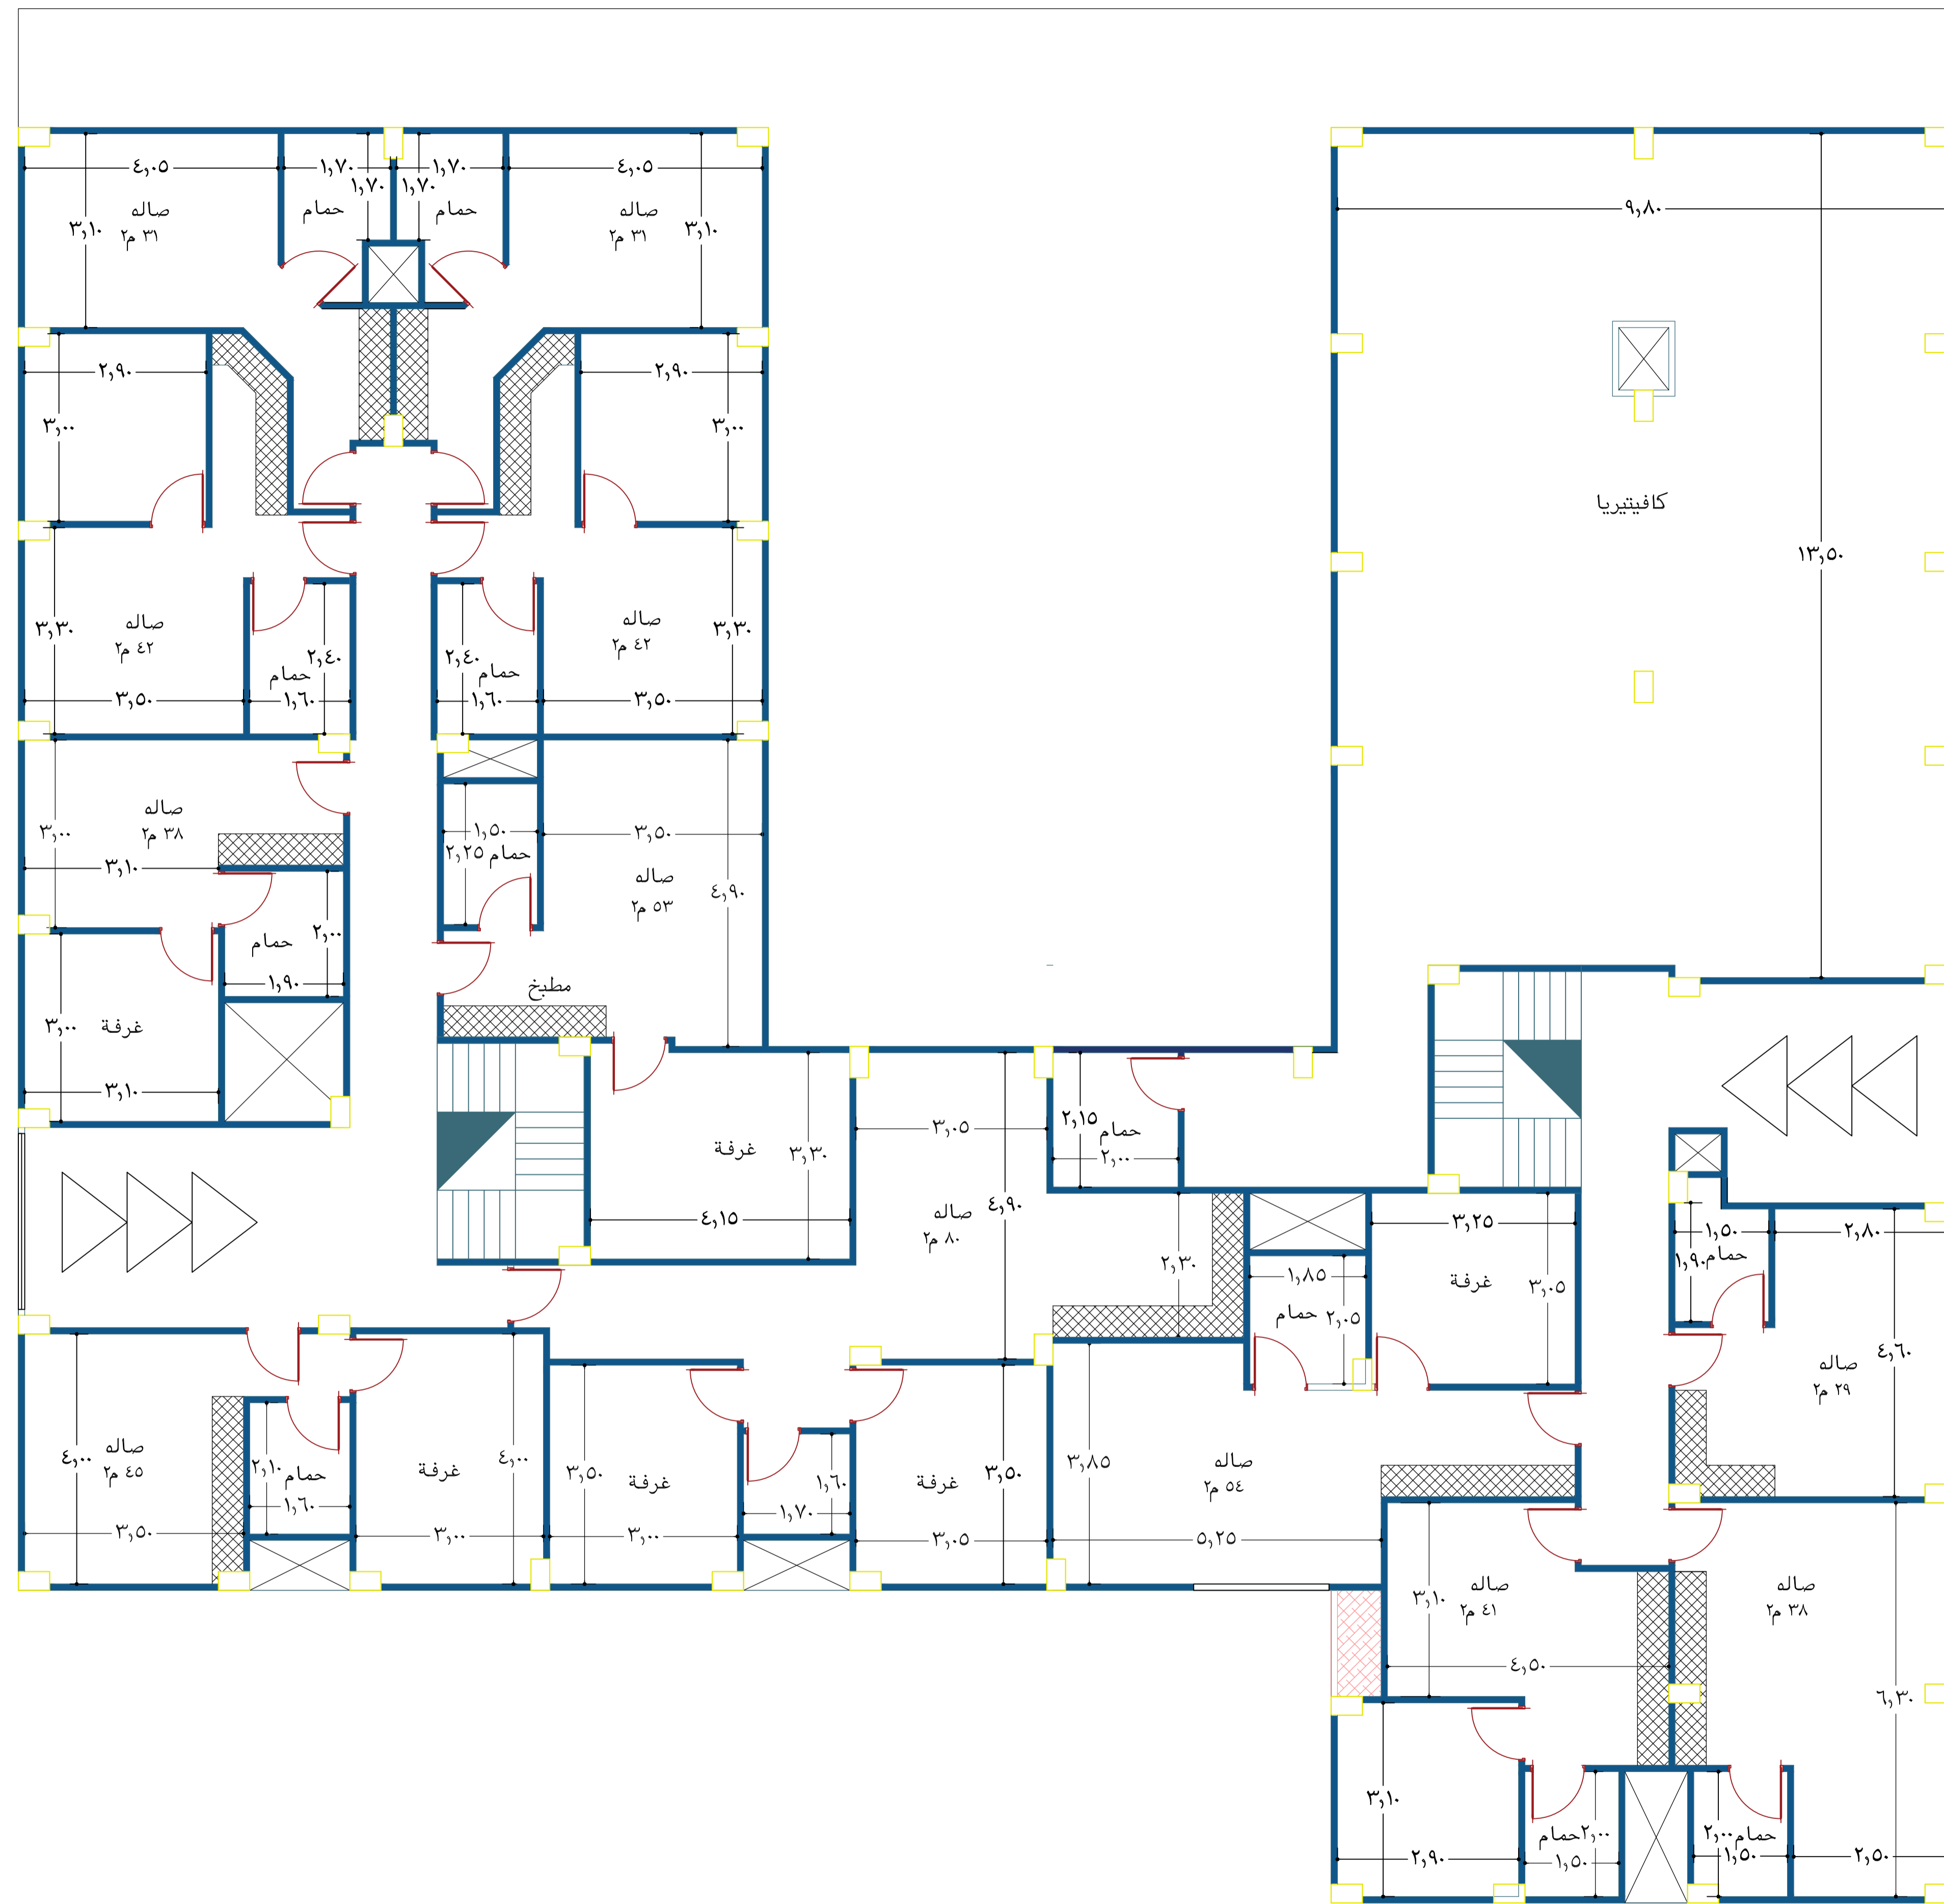 ٤,٠٥
١,٧٠
١,٧٠
٤,٠٥
١,٧٠
١,٧٠
صاله
٣١ م٢
حمام
حمام
صاله
٣١ م٢
٣,١٠
٣,١٠
٩,٨٠
٢,٩٠
٢,٩٠
٣,٠٠
٣,٠٠
كافيتيريا
١٣,٥٠
صاله
٤٢ م٢
٣,٣٠
٢,٤٠
حمام
٢,٤٠
حمام
صاله
٤٢ م٢
٣,٣٠
٣,٥٠
١,٦٠
١,٦٠
٣,٥٠
صاله
٣٨ م٢
٣,٠٠
٣,١٠
١,٥٠
٢,٢٥
حمام
٣,٥٠
صاله
٥٣ م٢
٤,٩٠
حمام
٢,٠٠
١,٩٠
مطبخ
٣,٠٠
غرفة
٣,١٠
غرفة
٣,٣٠
٤,١٥
٣,٠٥
صاله
٨٠ م٢
٤,٩٠
٢,١٥
حمام
٢,٠٠
٢,٣٠
١,٨٥
حمام
٢,٠٥
٣,٢٥
غرفة
٣,٠٥
١,٥٠
حمام
١,٩٠
٢,٨٠
صاله
٢٩ م٢
٤,٦٠
صاله
٤٥ م٢
٤,٠٠
٣,٥٠
٢,١٠
حمام
١,٦٠
غرفة
٤,٠٠
٣,٠٠
٣,٥٠
غرفة
٣,٠٠
١,٦٠
١,٧٠
غرفة
٣,٥٠
٣,٠٥
٣,٨٥
صاله
٥٤ م٢
٥,٢٥
صاله
٤١ م٢
٣,١٠
٤,٥٠
صاله
٣٨ م٢
٦,٣٠
٣,١٠
٢,٩٠
حمام
٢,٠٠
١,٥٠
٢,٠٠
حمام
١,٥٠
٢,٥٠